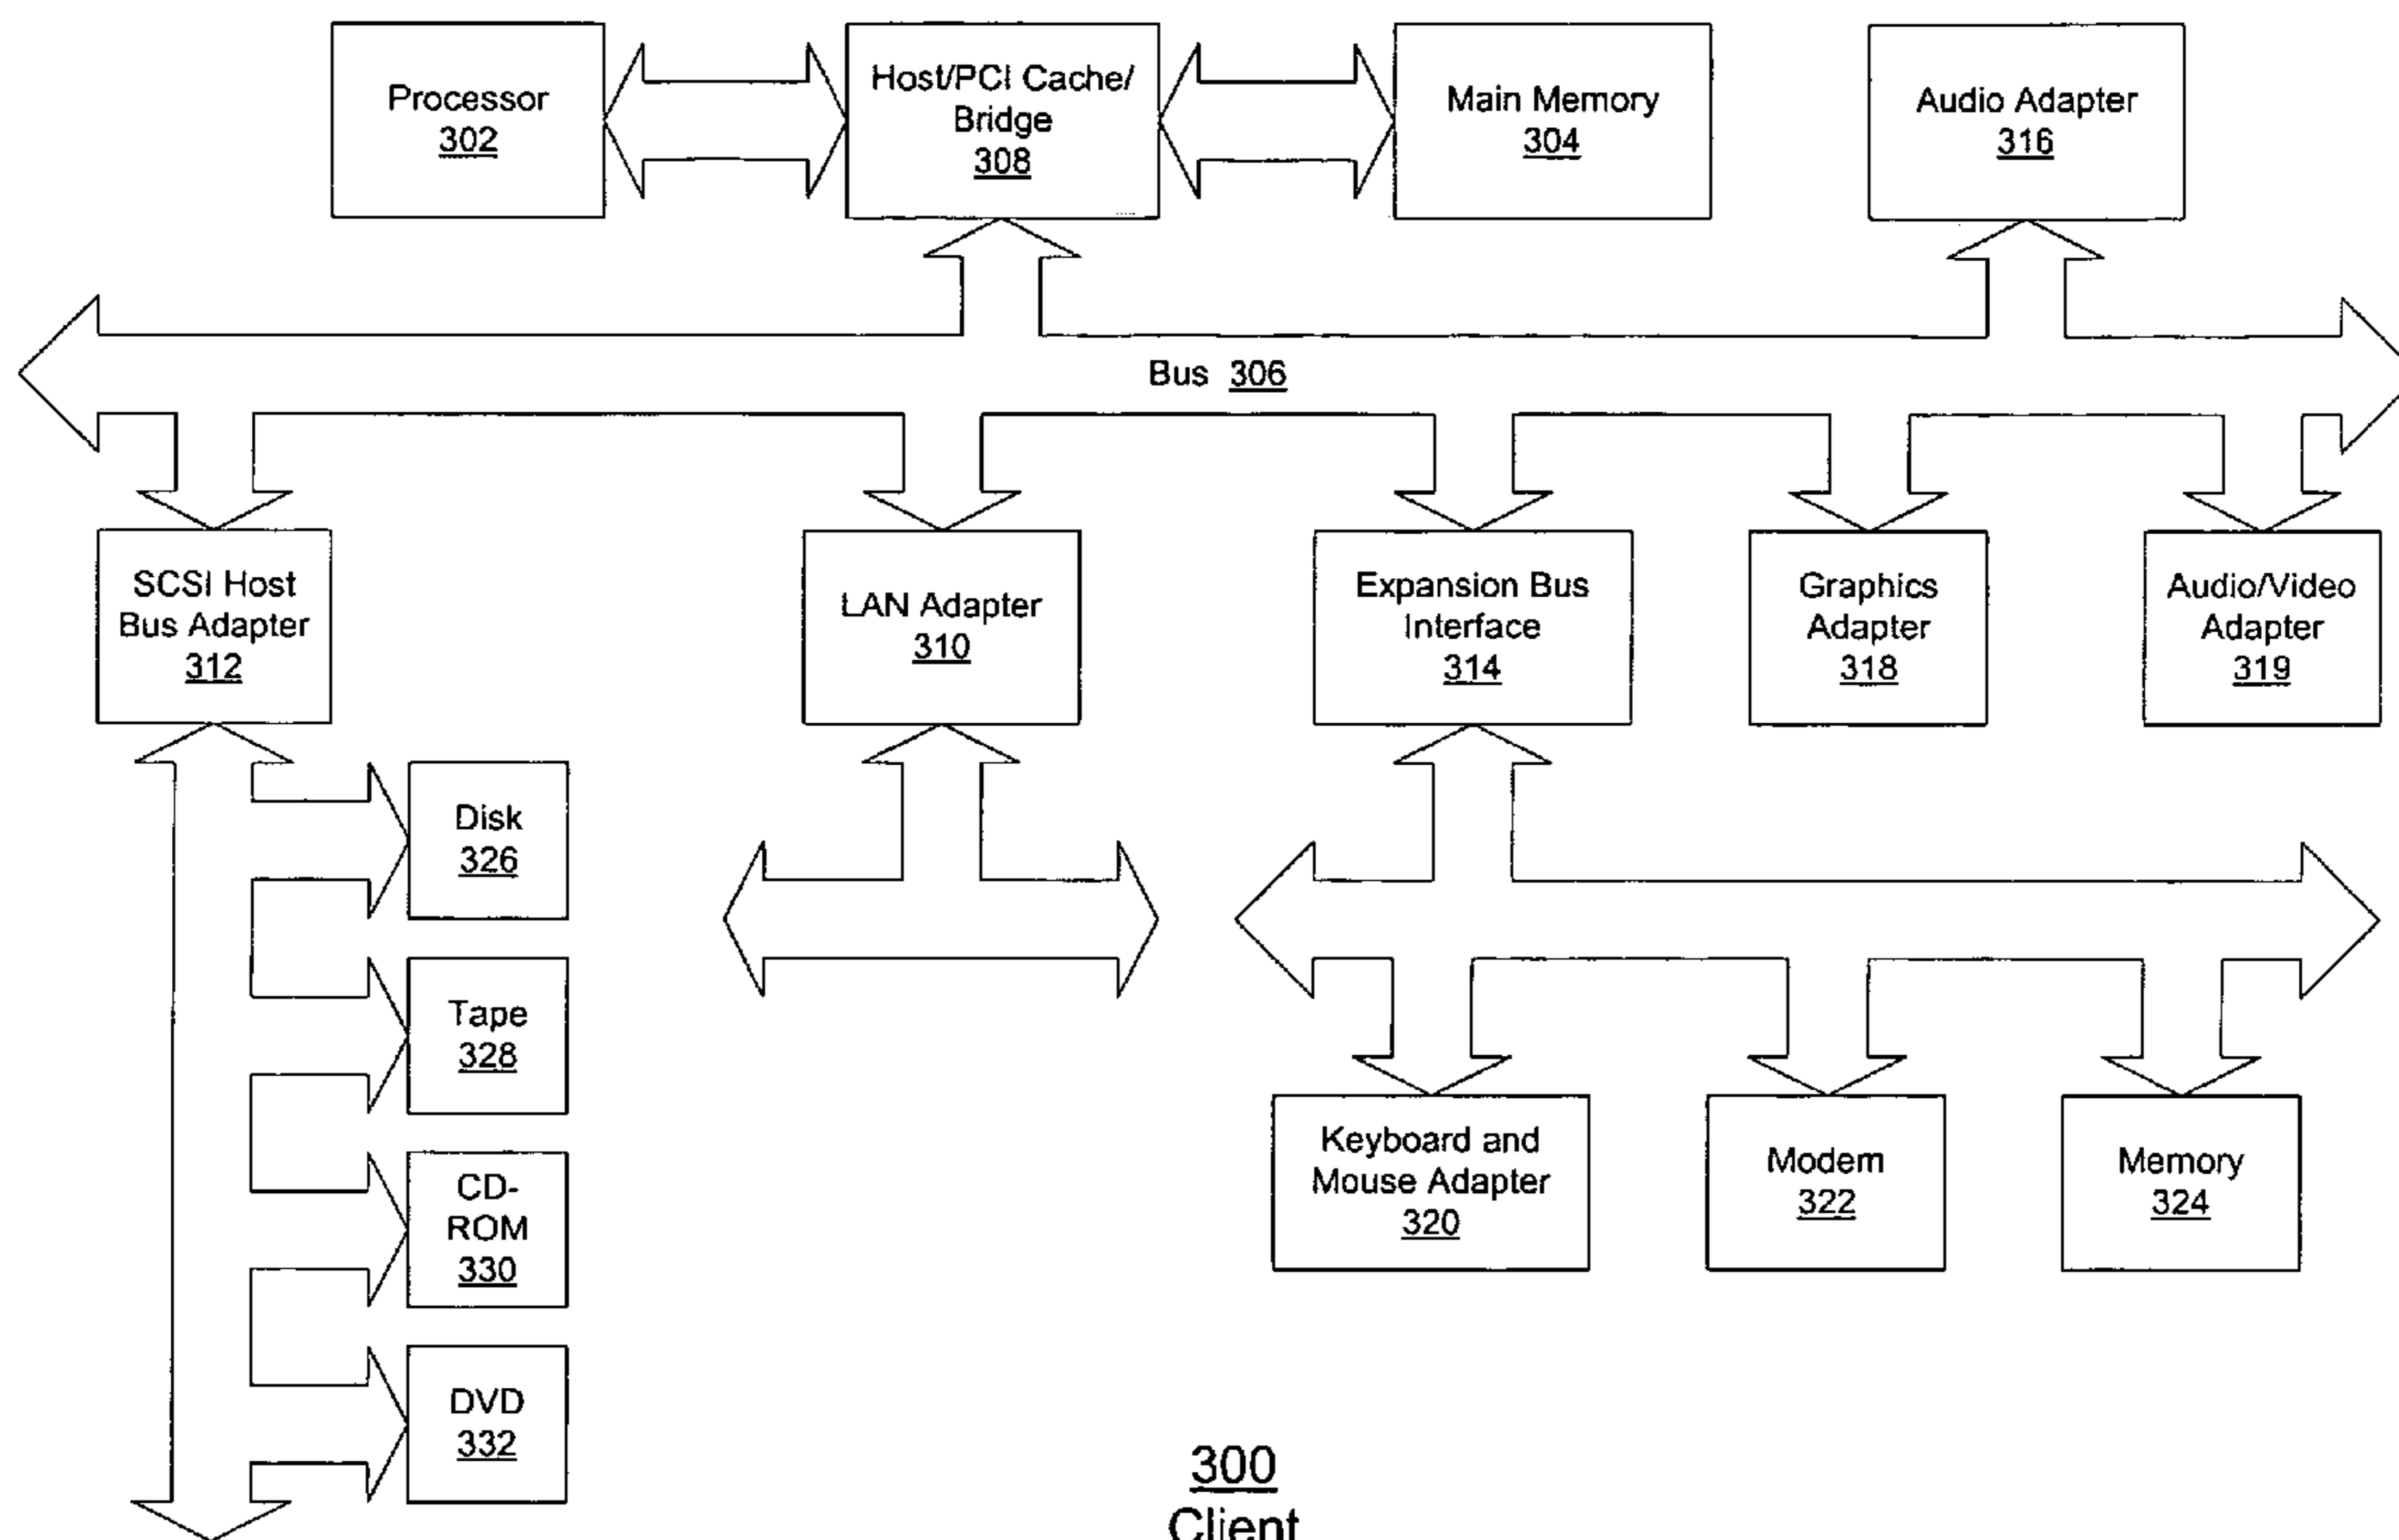 Processor
302
Host/PCI Cache/
Bridge
308
Main Memory
304
Audio Adapter
316
Bus 306
SCSI Host
Bus Adapter
312
LAN Adapter
310
Expansion Bus
Interface
314
Graphics
Adapter
318
Audio/Video
Adapter
319
Disk
326
Tape
328
CD-
ROM
330
DVD
332
Keyboard and
Mouse Adapter
320
Modem
322
Memory
324
300
Client